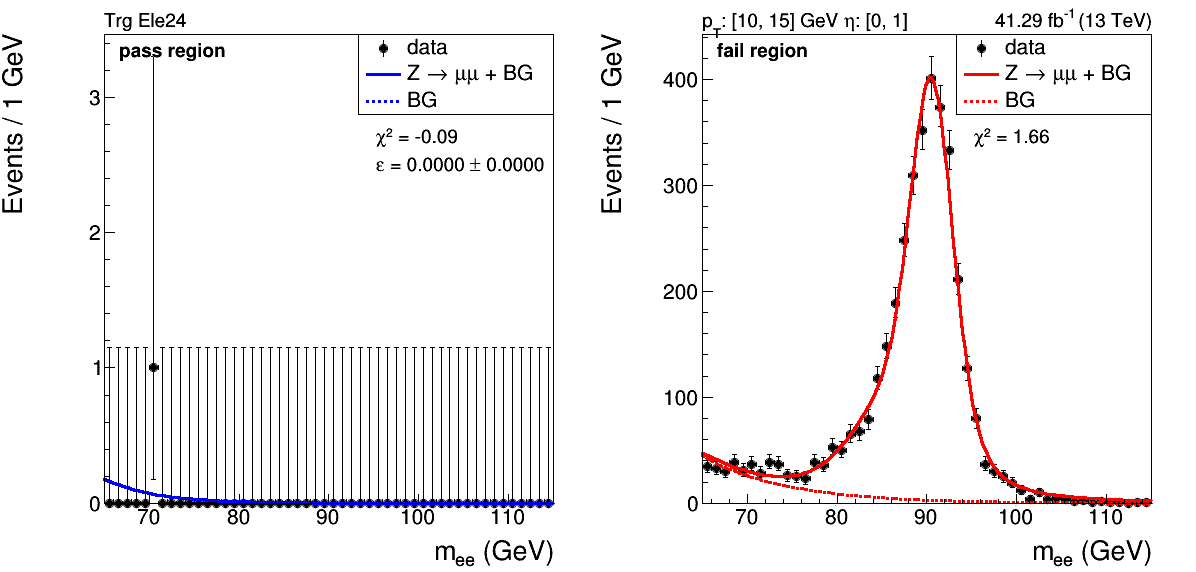 Trg Ele24
pass region
data
Z → μμ + BG
BG
χ² = -0.09
ε = 0.0000 ± 0.0000
Events / 1 GeV
3
2
1
0
70 80 90 100 110
m_ee (GeV)
p_T: [10, 15] GeV η: [0, 1] 41.29 fb⁻¹ (13 TeV)
fail region
data
Z → μμ + BG
BG
χ² = 1.66
Events / 1 GeV
400
300
200
100
0
70 80 90 100 110
m_ee (GeV)